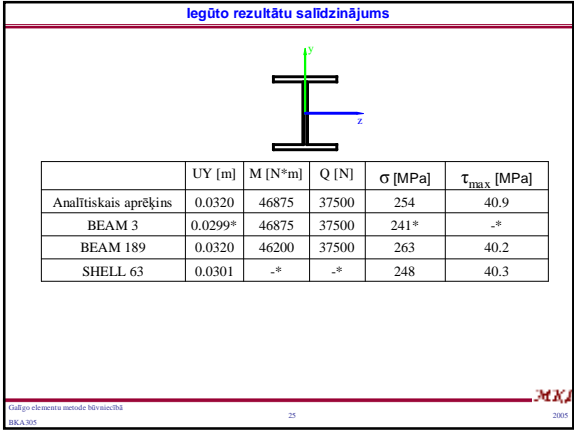 Iegūto rezultātu salīdzinājums
y
z
UY [m] M [N*m] Q [N] σ [MPa] τmax [MPa]
Analītiskais aprēķins 0.0320 46875 37500 254 40.9
BEAM 3 0.0299* 46875 37500 241* -*
BEAM 189 0.0320 46200 37500 263 40.2
SHELL 63 0.0301 -* -* 248 40.3
Galīgo elementu metode būvniecībā
BKA305
25
2005